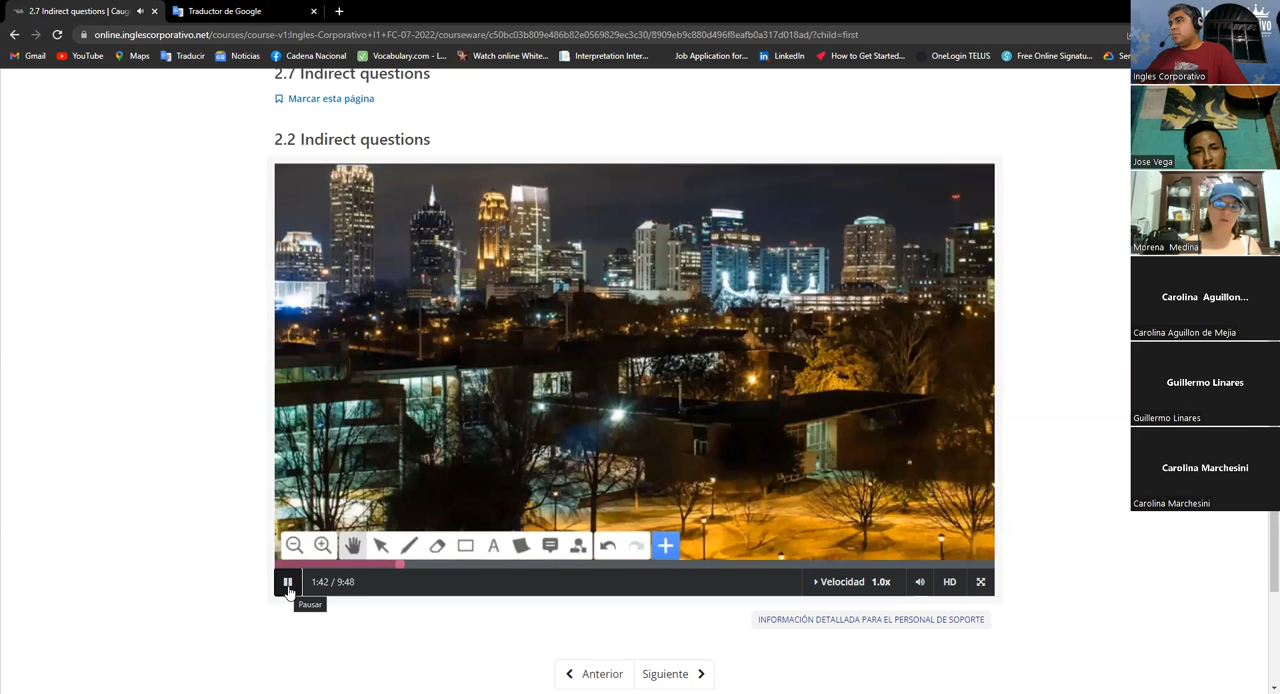 2.7 Indirect questions | Caug
Traductor de Google
online.inglescorporativo.net/courses/course-v1:Ingles-Corporativo+I1+FC-07-2022/courseware/c50bc03b809e486b82e0569829ec3c30/8909eb9c880d496f8eafb0a317d018ad/?child=first
Gmail
YouTube
Maps
Traducir
Noticias
Cadena Nacional
Vocabulary.com - L...
Watch online White...
Interpretation Inter...
Job Application for...
LinkedIn
How to Get Started...
OneLogin TELUS
Free Online Signatu...
Ser
2.7 Indirect questions
Marcar esta página
2.2 Indirect questions
A
1:42 / 9:48
Velocidad 1.0x
HD
Pausar
INFORMACIÓN DETALLADA PARA EL PERSONAL DE SOPORTE
Anterior
Siguiente
Ingles Corporativo
Jose Vega
Morena Medina
Carolina Aguillon...
Carolina Aguillon de Mejia
Guillermo Linares
Guillermo Linares
Carolina Marchesini
Carolina Marchesini